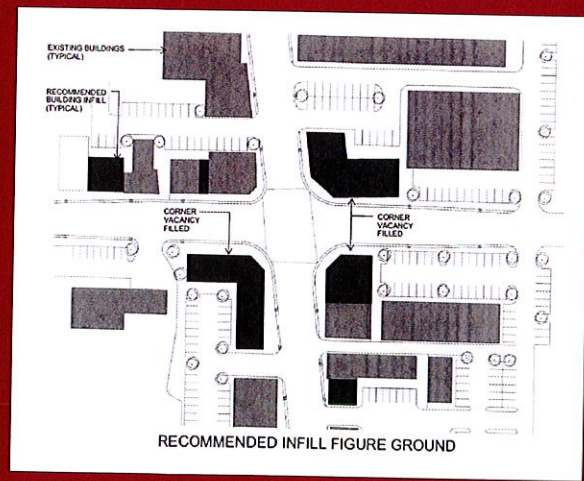 EXISTING BUILDINGS
(TYPICAL)
RECOMMENDED
BUILDING INFILL
(TYPICAL)
CORNER
VACANCY
FILLED
CORNER
VACANCY
FILLED
RECOMMENDED INFILL FIGURE GROUND